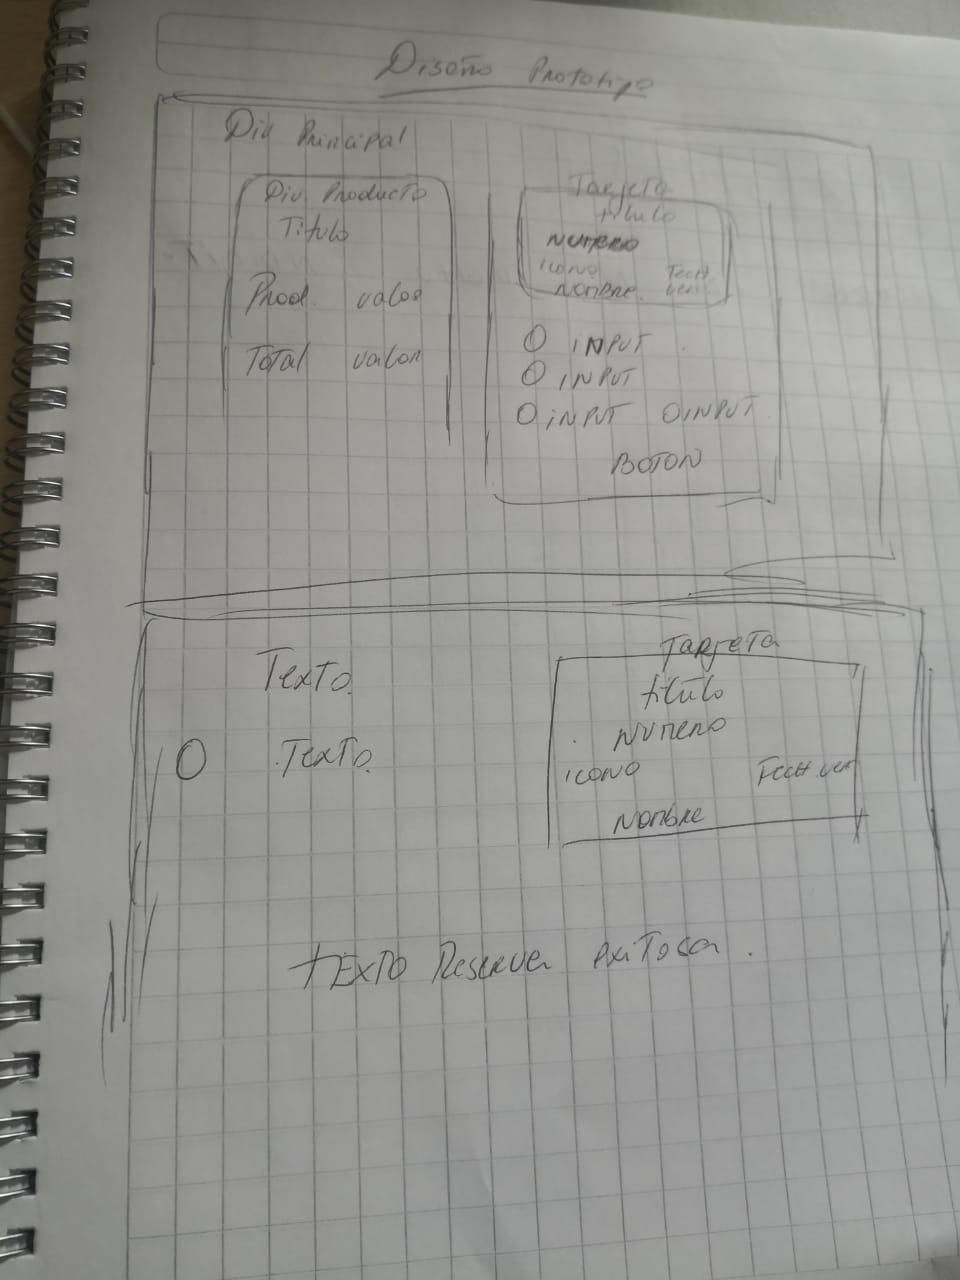 Diseño Prototipo
Div Principal
Div Producto
Titulo
Prod. valor
Total valor
Tarjeta
titulo
Numero
icono Fech.
Nombre. ven
O INPUT
O INPUT
O INPUT O INPUT
BOTON
Texto.
O Texto.
Tarjeta
titulo
Numero
icono Fech.ven
Nombre
TEXTO Reserva exitosa.